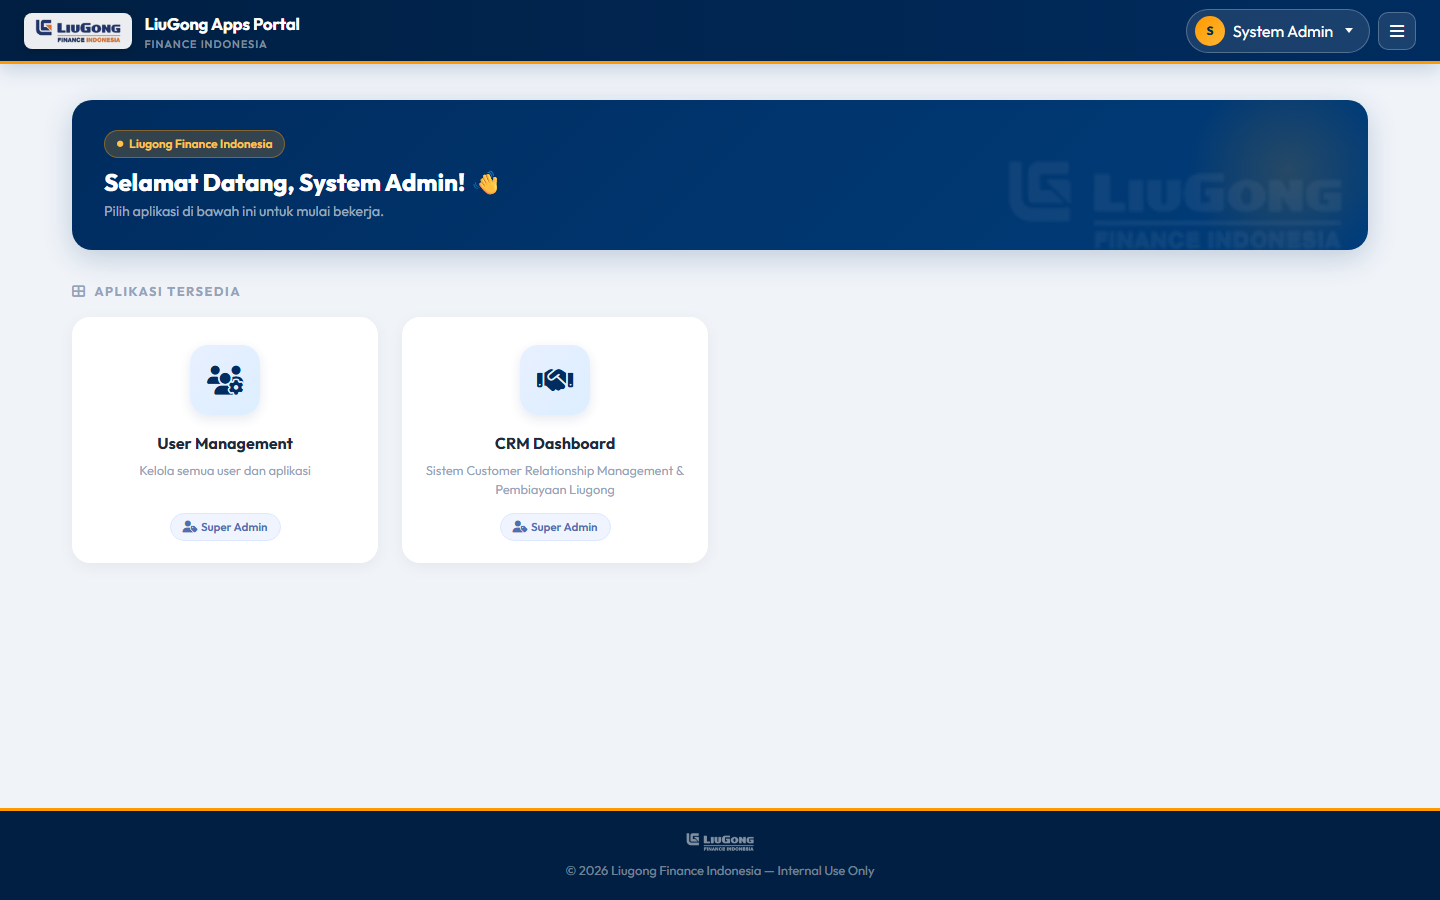 LIUGONG
FINANCE INDONESIA
LiuGong Apps Portal
FINANCE INDONESIA
S
System Admin
Liugong Finance Indonesia
Selamat Datang, System Admin! 👋
Pilih aplikasi di bawah ini untuk mulai bekerja.
LIUGONG
FINANCE INDONESIA
APLIKASI TERSEDIA
User Management
Kelola semua user dan aplikasi
Super Admin
CRM Dashboard
Sistem Customer Relationship Management &
Pembiayaan Liugong
Super Admin
LIUGONG
FINANCE INDONESIA
© 2026 Liugong Finance Indonesia — Internal Use Only